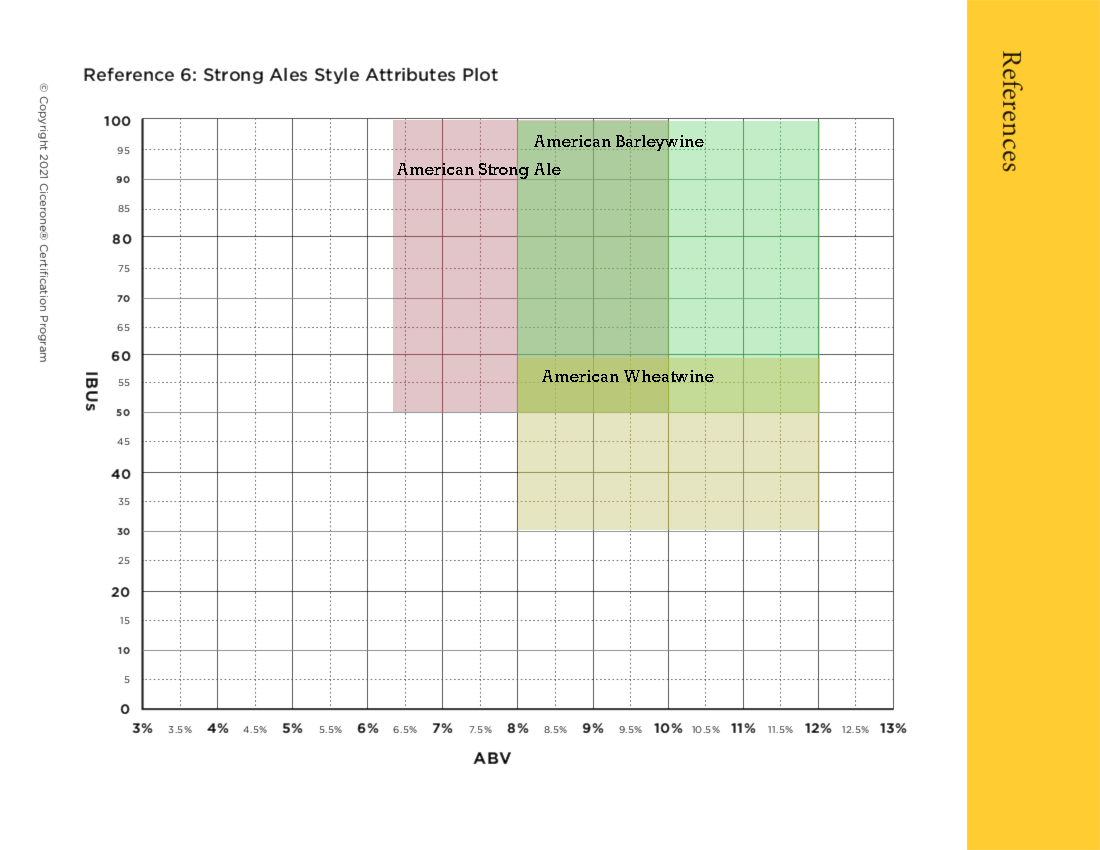 Reference 6: Strong Ales Style Attributes Plot
References
© Copyright 2021 Cicerone® Certification Program
IBUs
100
95
90
85
80
75
70
65
60
55
50
45
40
35
30
25
20
15
10
5
0
American Barleywine
American Strong Ale
American Wheatwine
3% 3.5% 4% 4.5% 5% 5.5% 6% 6.5% 7% 7.5% 8% 8.5% 9% 9.5% 10% 10.5% 11% 11.5% 12% 12.5% 13%
ABV